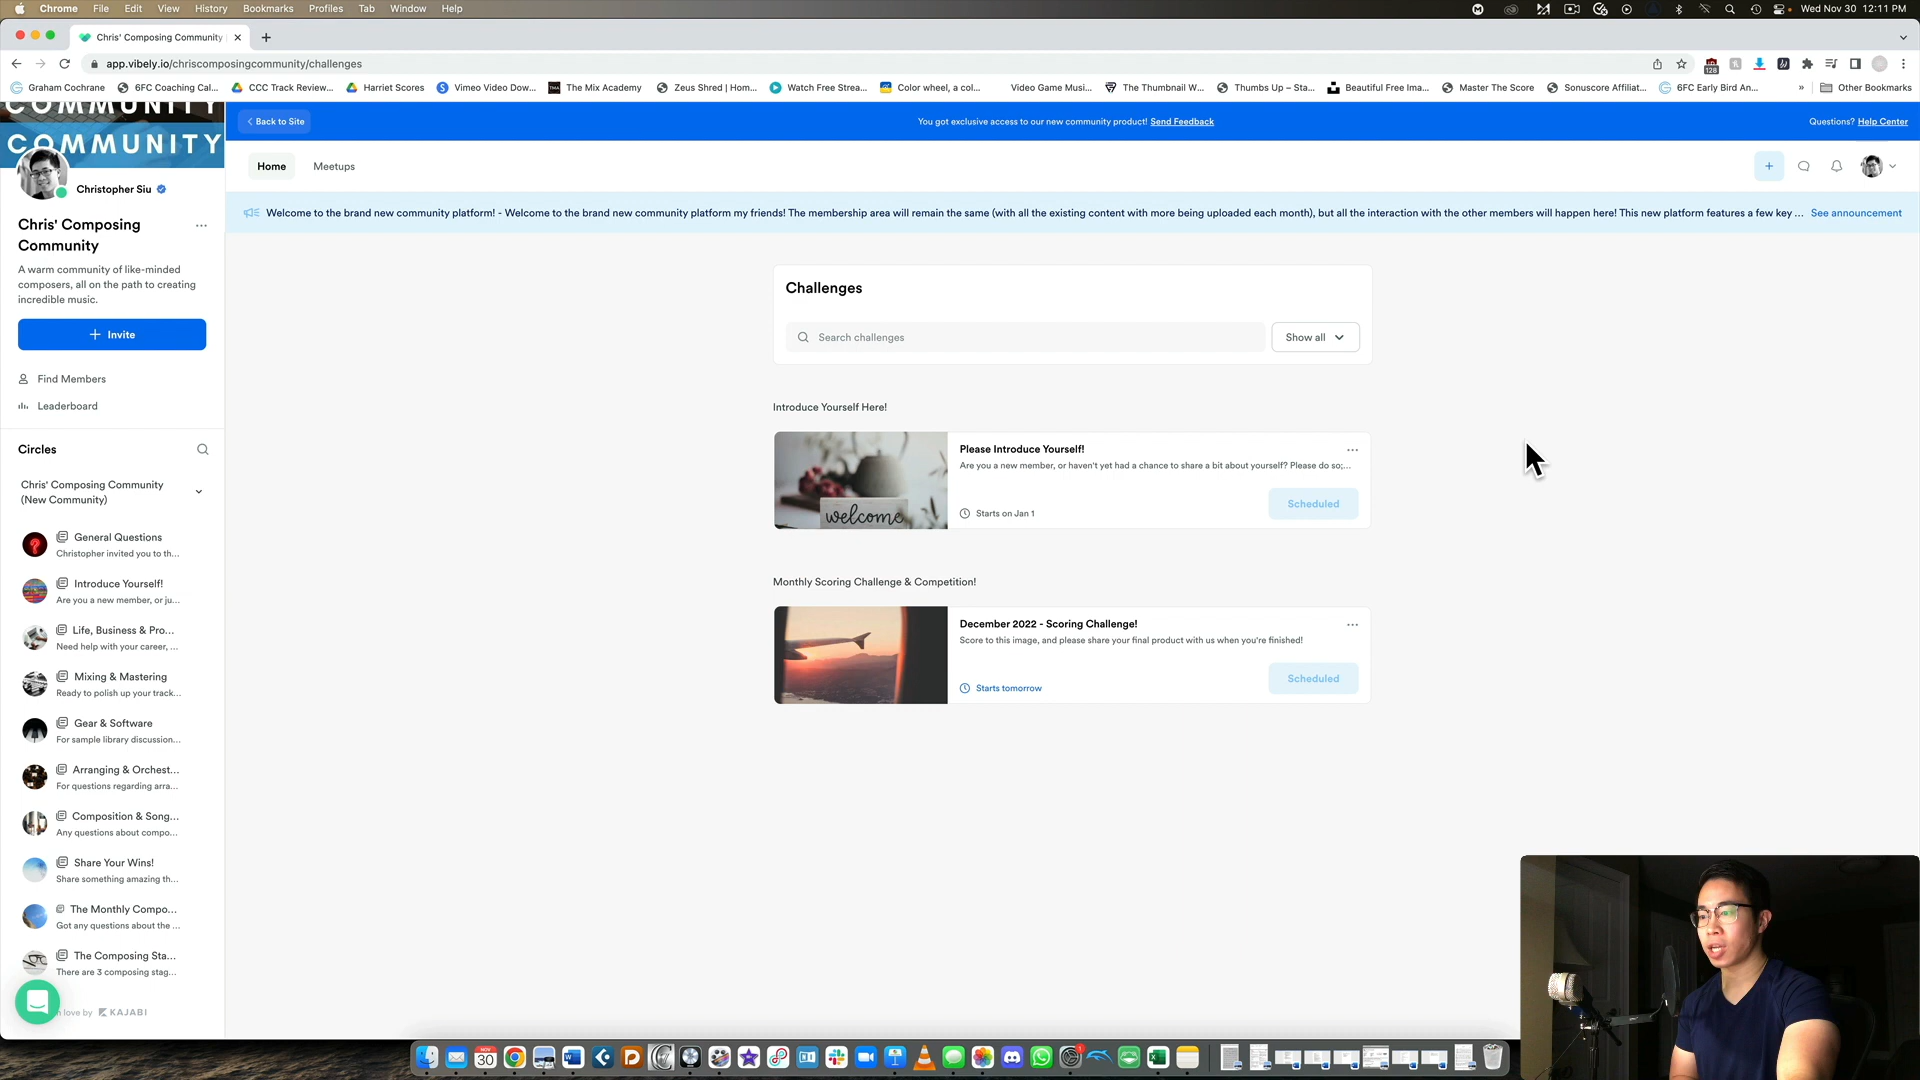 Chrome File Edit View History Bookmarks Profiles Tab Window Help Wed Nov 30 12:11 PM
Chris' Composing Community
app.vibely.io/chriscomposingcommunity/challenges
128
Graham Cochrane 6FC Coaching Cal... CCC Track Review... Harriet Scores Vimeo Video Dow... The Mix Academy Zeus Shred | Hom... Watch Free Strea... Color wheel, a col... Video Game Musi... The Thumbnail W... Thumbs Up – Sta... Beautiful Free Ima... Master The Score Sonuscore Affiliat... 6FC Early Bird An... » Other Bookmarks
COMMUNITY
COMMUNITY
Back to Site
You got exclusive access to our new community product! Send Feedback
Questions? Help Center
Home Meetups
Christopher Siu
Welcome to the brand new community platform! - Welcome to the brand new community platform my friends! The membership area will remain the same (with all the existing content with more being uploaded each month), but all the interaction with the other members will happen here! This new platform features a few key ... See announcement
Chris' Composing
Community
A warm community of like-minded
composers, all on the path to creating
incredible music.
+ Invite
Find Members
Leaderboard
Circles
Chris' Composing Community
(New Community)
General Questions
Christopher invited you to th...
Introduce Yourself!
Are you a new member, or ju...
Life, Business & Pro...
Need help with your career, ...
Mixing & Mastering
Ready to polish up your track...
Gear & Software
For sample library discussion...
Arranging & Orchest...
For questions regarding arra...
Composition & Song...
Any questions about compo...
Share Your Wins!
Share something amazing th...
The Monthly Compo...
Got any questions about the ...
The Composing Sta...
There are 3 composing stag...
love by KAJABI
Challenges
Search challenges
Show all
Introduce Yourself Here!
welcome
Please Introduce Yourself!
Are you a new member, or haven't yet had a chance to share a bit about yourself? Please do so;...
Starts on Jan 1
Scheduled
Monthly Scoring Challenge & Competition!
December 2022 - Scoring Challenge!
Score to this image, and please share your final product with us when you're finished!
Starts tomorrow
Scheduled
NOV
30
1